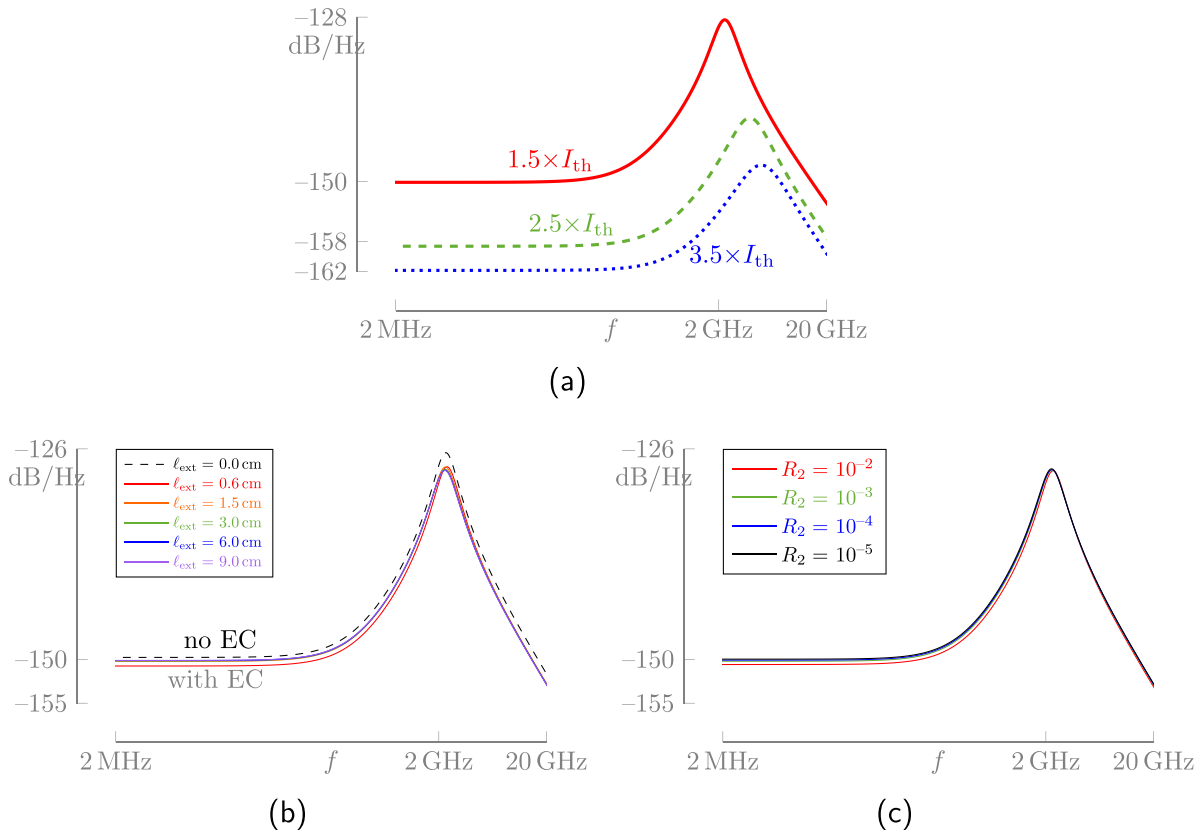 –128
dB/Hz
1.5×I_th
–150
2.5×I_th
–158
3.5×I_th
–162
2 MHz f 2 GHz 20 GHz
(a)
–126
dB/Hz
ℓ_ext = 0.0 cm
ℓ_ext = 0.6 cm
ℓ_ext = 1.5 cm
ℓ_ext = 3.0 cm
ℓ_ext = 6.0 cm
ℓ_ext = 9.0 cm
no EC
–150
with EC
–155
2 MHz f 2 GHz 20 GHz
(b)
–126
dB/Hz
R₂ = 10⁻²
R₂ = 10⁻³
R₂ = 10⁻⁴
R₂ = 10⁻⁵
–150
–155
2 MHz f 2 GHz 20 GHz
(c)